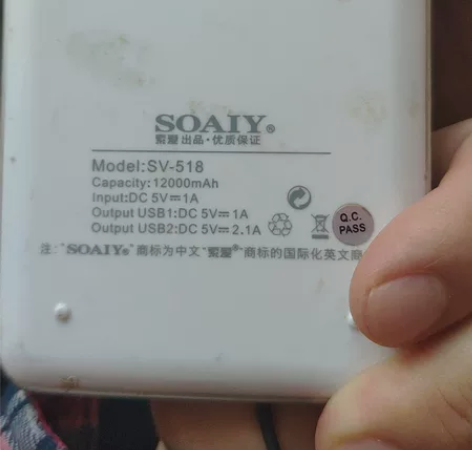 SOAIY®
索爱出品·优质保证
Model:SV-518
Capacity:12000mAh
Input:DC 5V⎓1A
Output USB1:DC 5V⎓1A
Output USB2:DC 5V⎓2.1A
Q.C.
PASS
注:"SOAIY®"商标为中文"索爱®"商标的国际化英文商